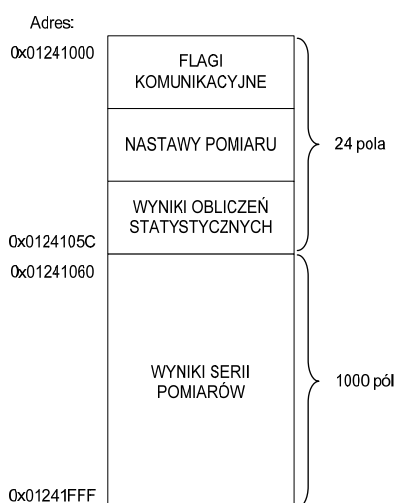 Adres:
0x01241000
FLAGI
KOMUNIKACYJNE
NASTAWY POMIARU
24 pola
WYNIKI OBLICZEŃ
STATYSTYCZNYCH
0x0124105C
0x01241060
WYNIKI SERII
POMIARÓW
1000 pól
0x01241FFF